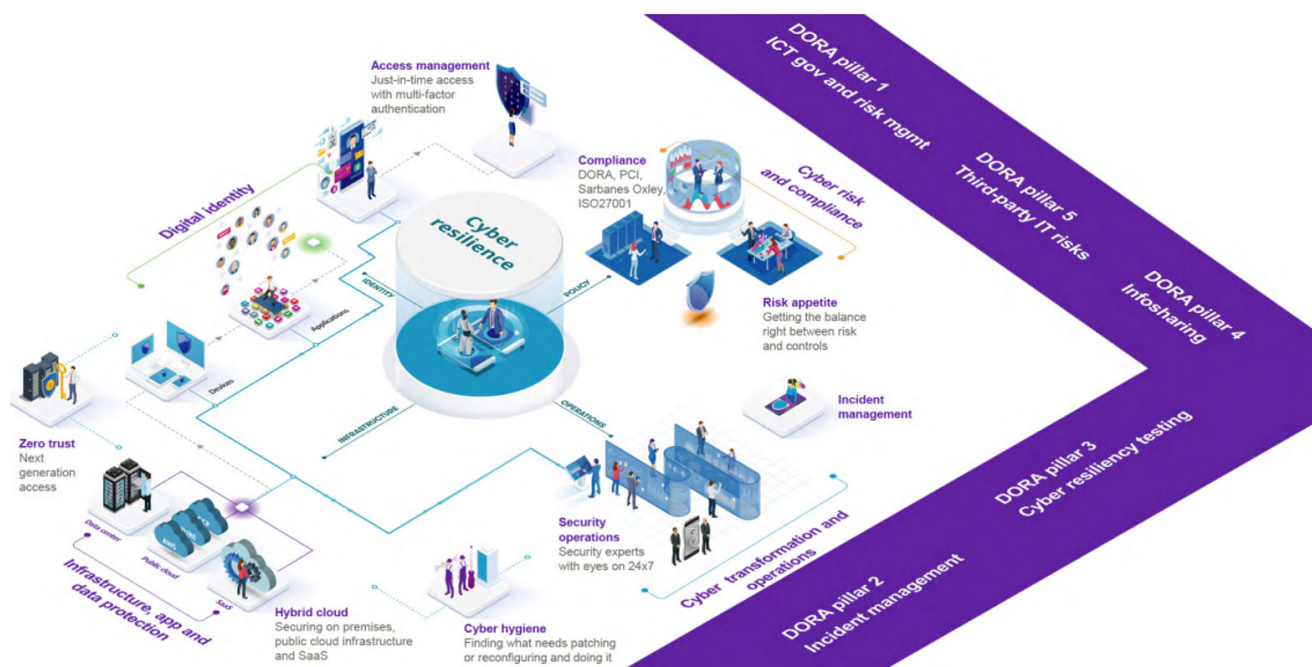 Access management
Just-in-time access
with multi-factor
authentication
Digital identity
Applications
Devices
Zero trust
Next
generation
access
Data center
Public cloud
SaaS
AWS
Infrastructure, app and
data protection
Hybrid cloud
Securing on premises,
public cloud infrastructure
and SaaS
Cyber
resilience
IDENTITY
POLICY
INFRASTRUCTURE
OPERATIONS
Compliance
DORA, PCI,
Sarbanes Oxley,
ISO27001
Cyber risk
and compliance
Risk appetite
Getting the balance
right between risk
and controls
Incident
management
Security
operations
Security experts
with eyes on 24x7
Cyber transformation and
operations
Cyber hygiene
Finding what needs patching
or reconfiguring and doing it
DORA pillar 1
ICT gov and risk mgmt
DORA pillar 5
Third-party IT risks
DORA pillar 4
Infosharing
DORA pillar 3
Cyber resiliency testing
DORA pillar 2
Incident management